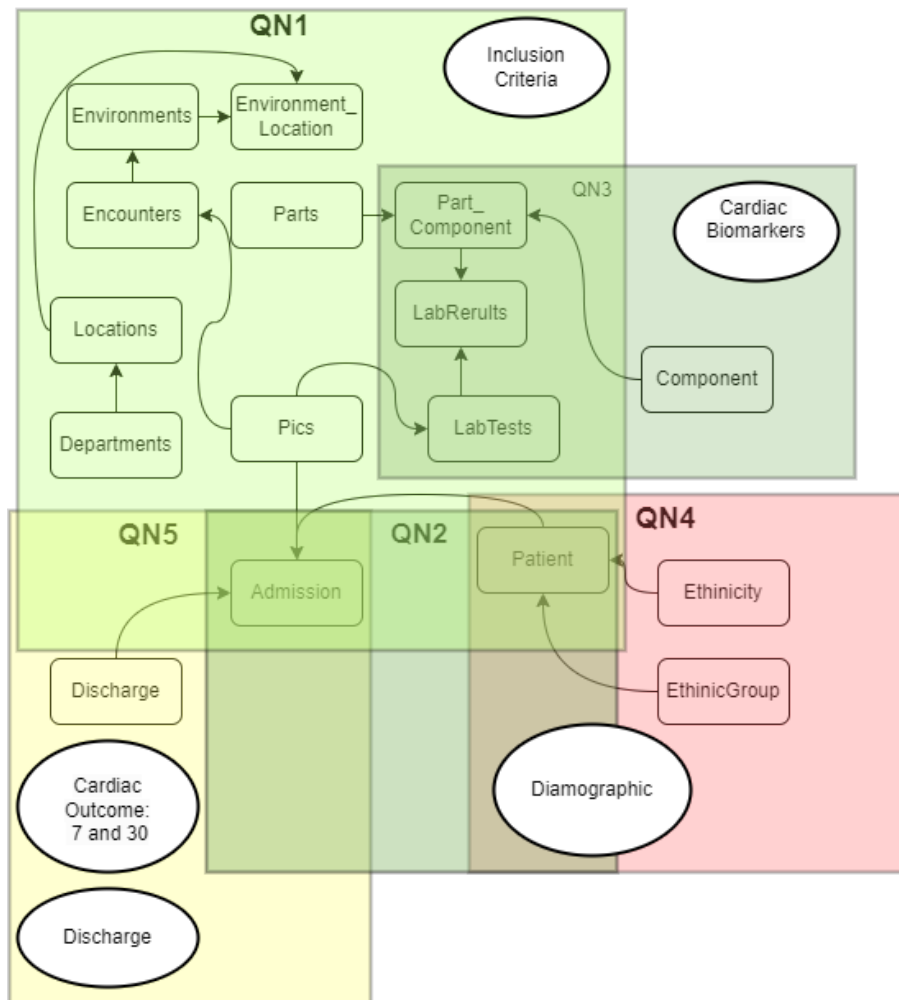 QN1
Inclusion
Criteria
Environments
Environment_
Location
Encounters
Parts
Part_
Component
QN3
Cardiac
Biomarkers
Locations
LabRerults
Component
Departments
Pics
LabTests
QN5
QN2
QN4
Admission
Patient
Ethinicity
Discharge
EthinicGroup
Cardiac
Outcome:
7 and 30
Diamographic
Discharge